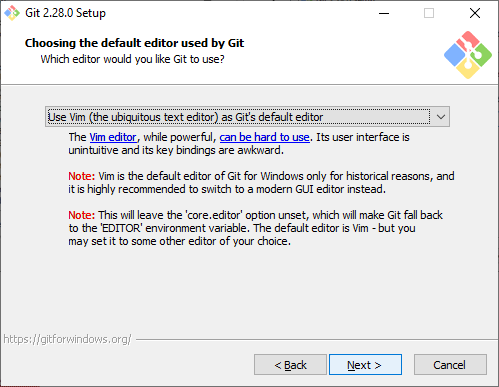 Git 2.28.0 Setup
Choosing the default editor used by Git
Which editor would you like Git to use?
Use Vim (the ubiquitous text editor) as Git's default editor
The Vim editor, while powerful, can be hard to use. Its user interface is
unintuitive and its key bindings are awkward.
Note: Vim is the default editor of Git for Windows only for historical reasons, and
it is highly recommended to switch to a modern GUI editor instead.
Note: This will leave the 'core.editor' option unset, which will make Git fall back
to the 'EDITOR' environment variable. The default editor is Vim - but you
may set it to some other editor of your choice.
https://gitforwindows.org/
< Back
Next >
Cancel